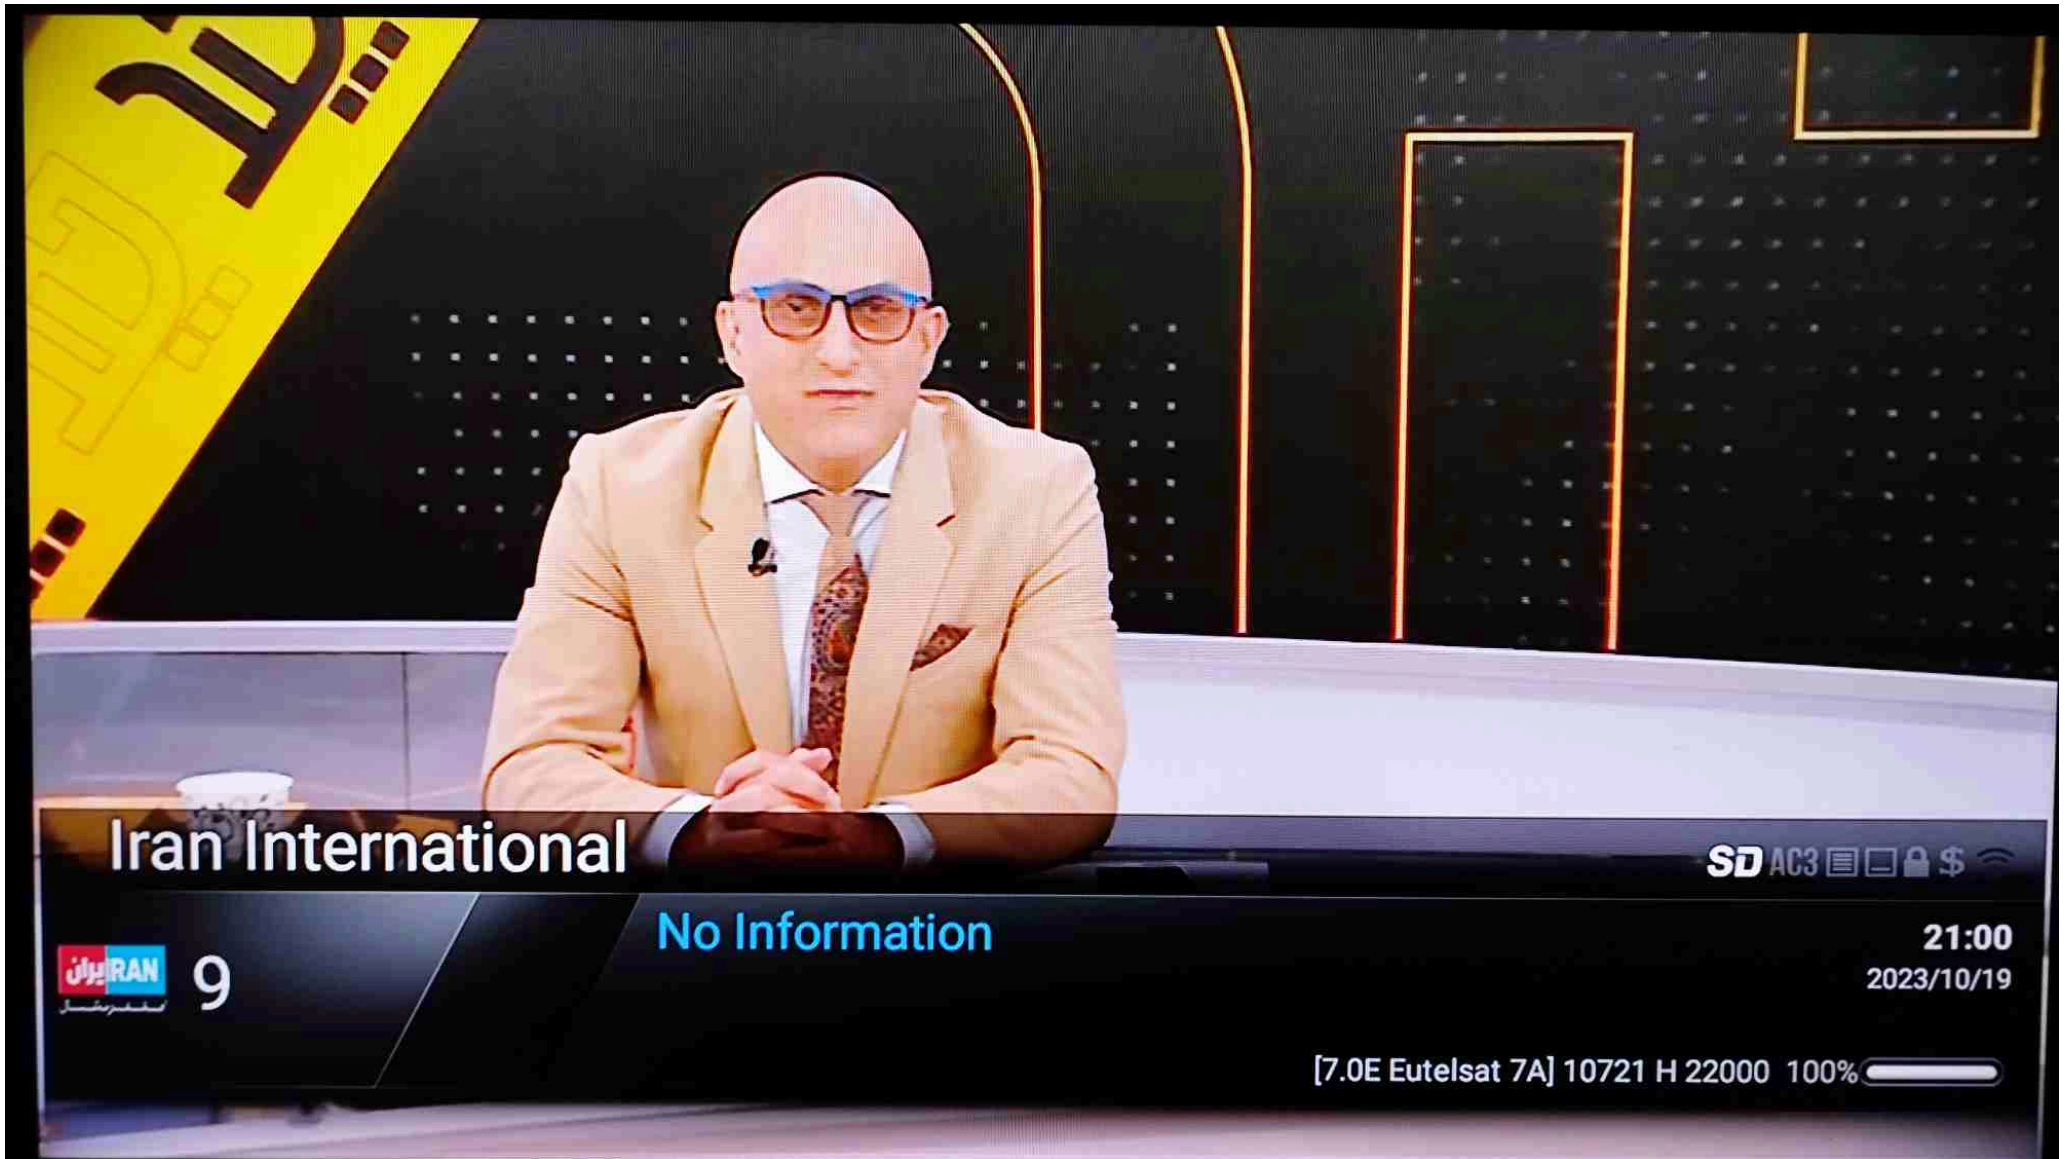 Iran International
SD AC3 $
No Information
ایران IRAN
اینترنشنال
9
21:00
2023/10/19
[7.0E Eutelsat 7A] 10721 H 22000 100%